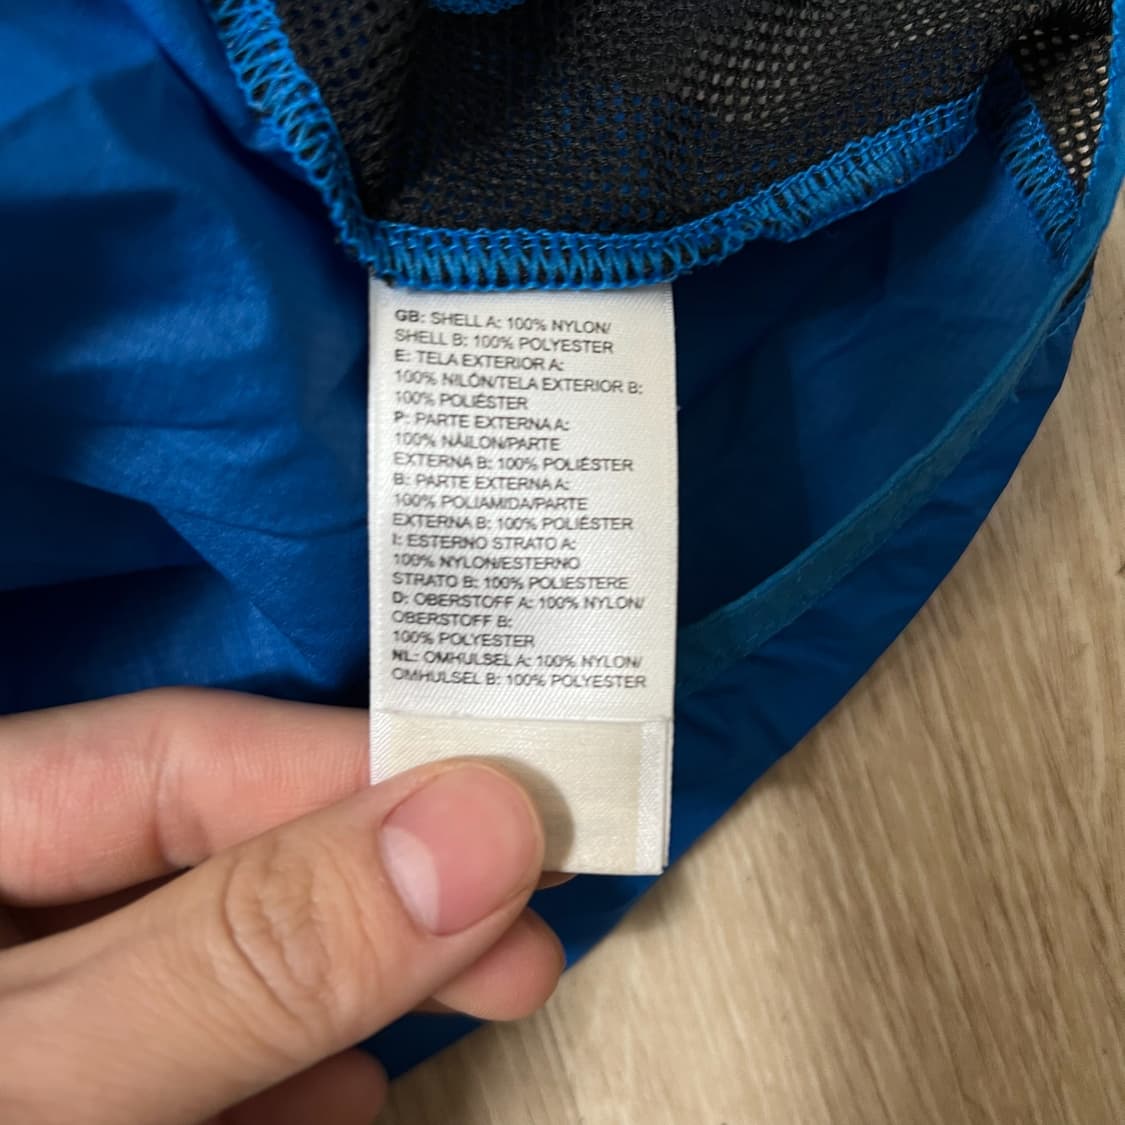 GB: SHELL A: 100% NYLON/
SHELL B: 100% POLYESTER
E: TELA EXTERIOR A:
100% NILÓN/TELA EXTERIOR B:
100% POLIÉSTER
P: PARTE EXTERNA A:
100% NÁILON/PARTE
EXTERNA B: 100% POLIÉSTER
B: PARTE EXTERNA A:
100% POLIAMIDA/PARTE
EXTERNA B: 100% POLIÉSTER
I: ESTERNO STRATO A:
100% NYLON/ESTERNO
STRATO B: 100% POLIESTERE
D: OBERSTOFF A: 100% NYLON/
OBERSTOFF B:
100% POLYESTER
NL: OMHULSEL A: 100% NYLON/
OMHULSEL B: 100% POLYESTER